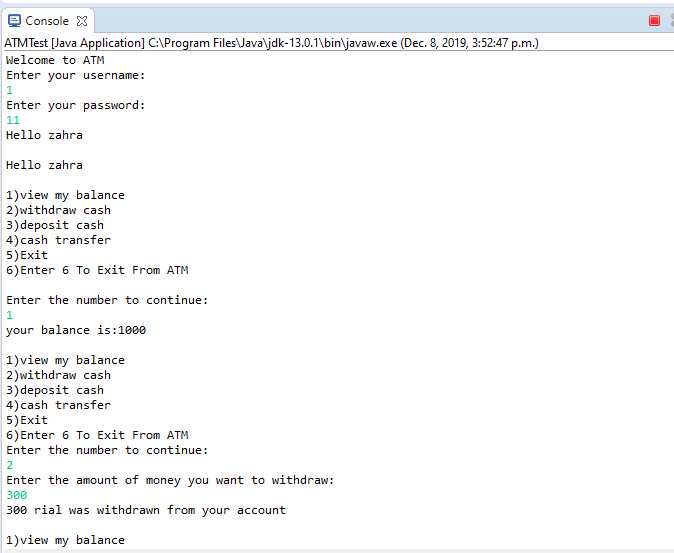 Console
ATMTest [Java Application] C:\Program Files\Java\jdk-13.0.1\bin\javaw.exe (Dec. 8, 2019, 3:52:47 p.m.)
Welcome to ATM
Enter your username:
1
Enter your password:
11
Hello zahra
Hello zahra
1)view my balance
2)withdraw cash
3)deposit cash
4)cash transfer
5)Exit
6)Enter 6 To Exit From ATM
Enter the number to continue:
1
your balance is:1000
1)view my balance
2)withdraw cash
3)deposit cash
4)cash transfer
5)Exit
6)Enter 6 To Exit From ATM
Enter the number to continue:
2
Enter the amount of money you want to withdraw:
300
300 rial was withdrawn from your account
1)view my balance